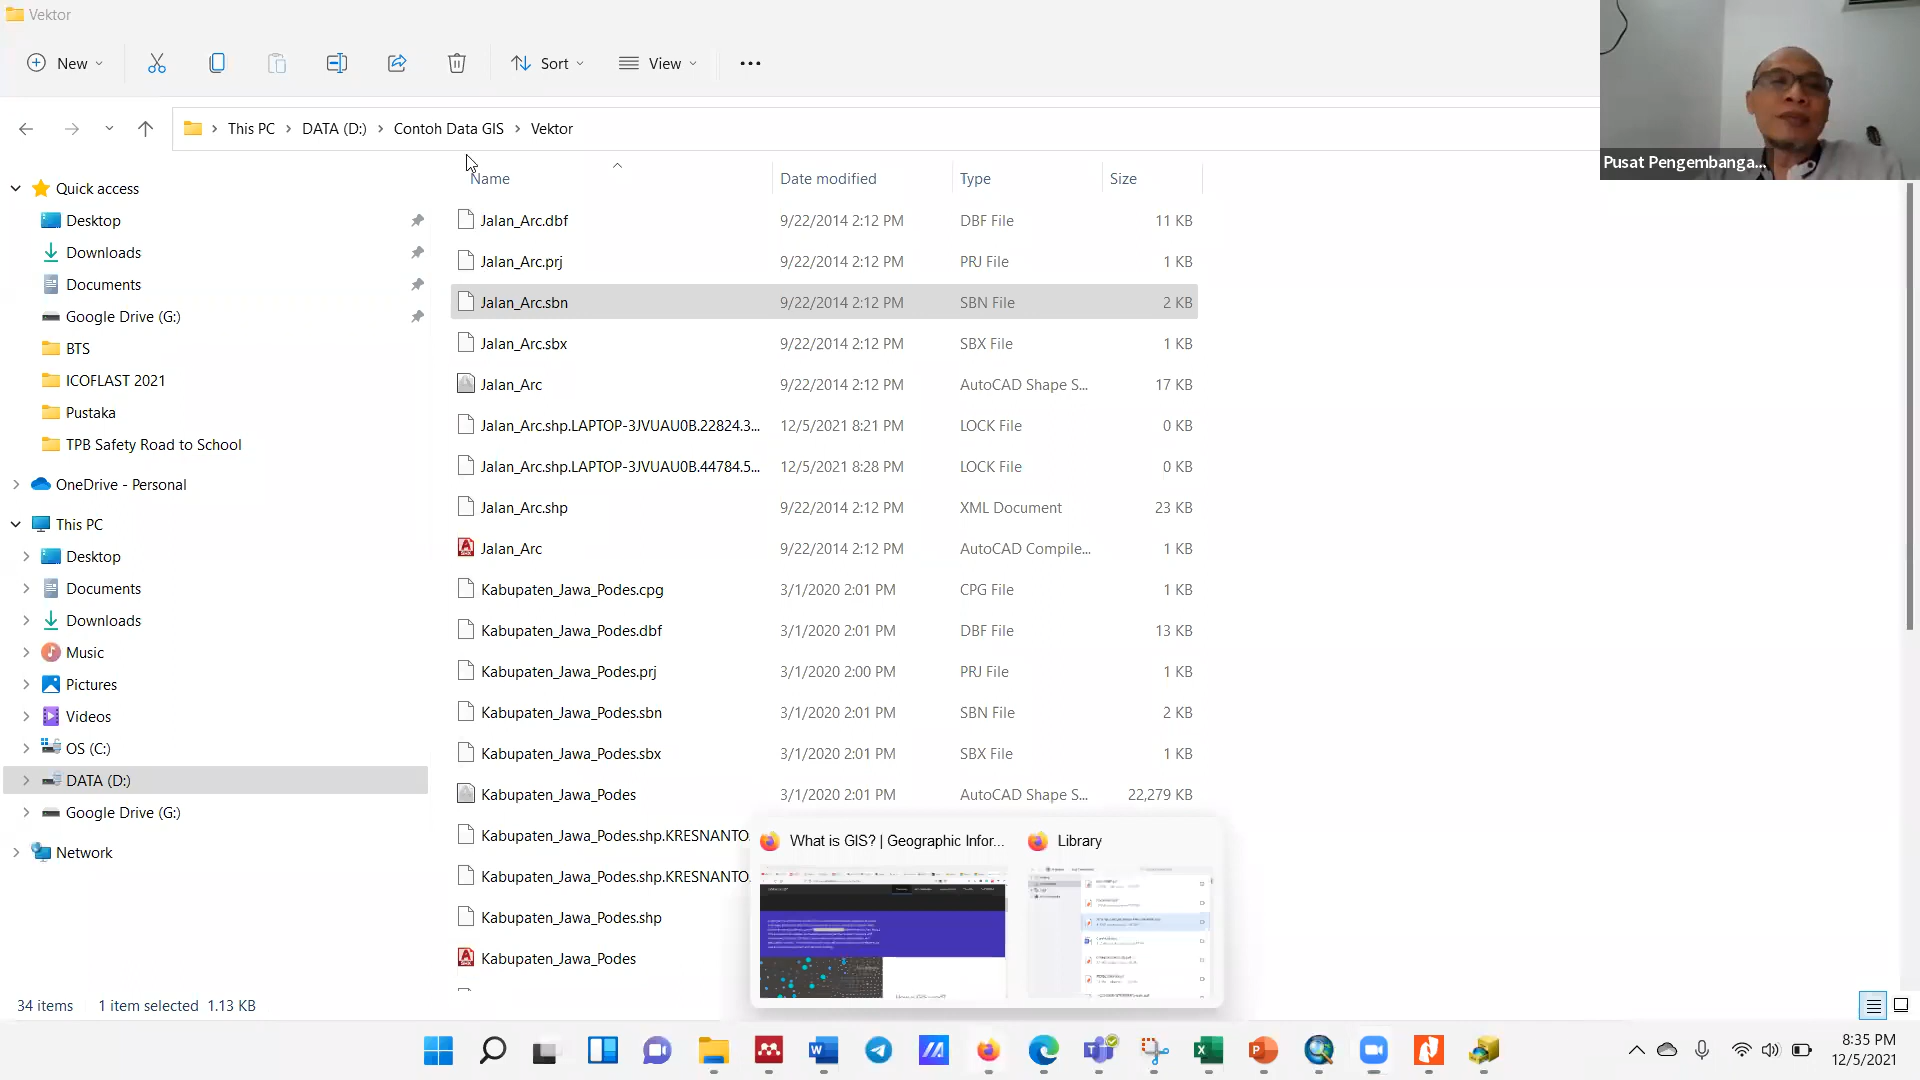 Vektor
New
Sort
View
This PC > DATA (D:) > Contoh Data GIS > Vektor
Pusat Pengembanga...
Name Date modified Type Size
Quick access
Desktop
Downloads
Documents
Google Drive (G:)
BTS
ICOFLAST 2021
Pustaka
TPB Safety Road to School
OneDrive - Personal
This PC
Desktop
Documents
Downloads
Music
Pictures
Videos
OS (C:)
DATA (D:)
Google Drive (G:)
Network
Jalan_Arc.dbf 9/22/2014 2:12 PM DBF File 11 KB
Jalan_Arc.prj 9/22/2014 2:12 PM PRJ File 1 KB
Jalan_Arc.sbn 9/22/2014 2:12 PM SBN File 2 KB
Jalan_Arc.sbx 9/22/2014 2:12 PM SBX File 1 KB
Jalan_Arc 9/22/2014 2:12 PM AutoCAD Shape S... 17 KB
Jalan_Arc.shp.LAPTOP-3JVUAU0B.22824.3... 12/5/2021 8:21 PM LOCK File 0 KB
Jalan_Arc.shp.LAPTOP-3JVUAU0B.44784.5... 12/5/2021 8:28 PM LOCK File 0 KB
Jalan_Arc.shp 9/22/2014 2:12 PM XML Document 23 KB
Jalan_Arc 9/22/2014 2:12 PM AutoCAD Compile... 1 KB
Kabupaten_Jawa_Podes.cpg 3/1/2020 2:01 PM CPG File 1 KB
Kabupaten_Jawa_Podes.dbf 3/1/2020 2:01 PM DBF File 13 KB
Kabupaten_Jawa_Podes.prj 3/1/2020 2:00 PM PRJ File 1 KB
Kabupaten_Jawa_Podes.sbn 3/1/2020 2:01 PM SBN File 2 KB
Kabupaten_Jawa_Podes.sbx 3/1/2020 2:01 PM SBX File 1 KB
Kabupaten_Jawa_Podes 3/1/2020 2:01 PM AutoCAD Shape S... 22,279 KB
Kabupaten_Jawa_Podes.shp.KRESNANTO
Kabupaten_Jawa_Podes.shp.KRESNANTO
Kabupaten_Jawa_Podes.shp
Kabupaten_Jawa_Podes
What is GIS? | Geographic Infor...
Library
34 items 1 item selected 1.13 KB
8:35 PM
12/5/2021